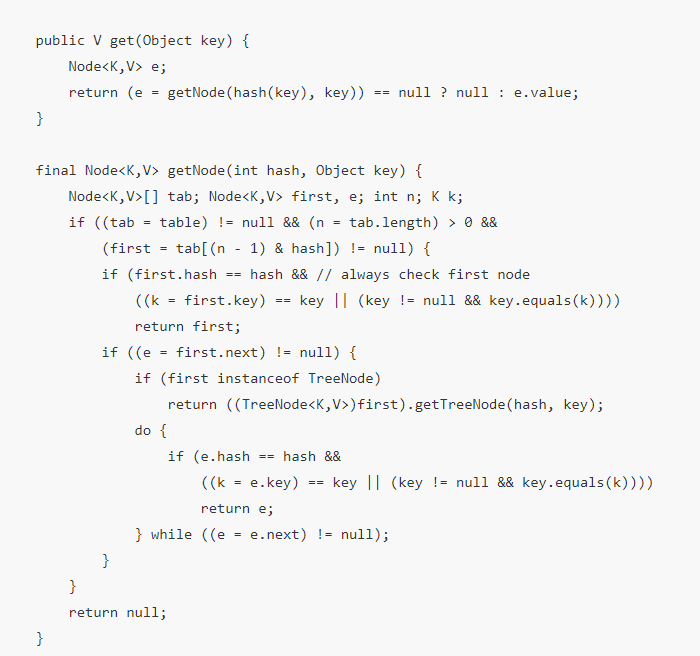 public V get(Object key) {
    Node<K,V> e;
    return (e = getNode(hash(key), key)) == null ? null : e.value;
}

final Node<K,V> getNode(int hash, Object key) {
    Node<K,V>[] tab; Node<K,V> first, e; int n; K k;
    if ((tab = table) != null && (n = tab.length) > 0 &&
        (first = tab[(n - 1) & hash]) != null) {
        if (first.hash == hash && // always check first node
            ((k = first.key) == key || (key != null && key.equals(k))))
            return first;
        if ((e = first.next) != null) {
            if (first instanceof TreeNode)
                return ((TreeNode<K,V>)first).getTreeNode(hash, key);
            do {
                if (e.hash == hash &&
                    ((k = e.key) == key || (key != null && key.equals(k))))
                    return e;
            } while ((e = e.next) != null);
        }
    }
    return null;
}